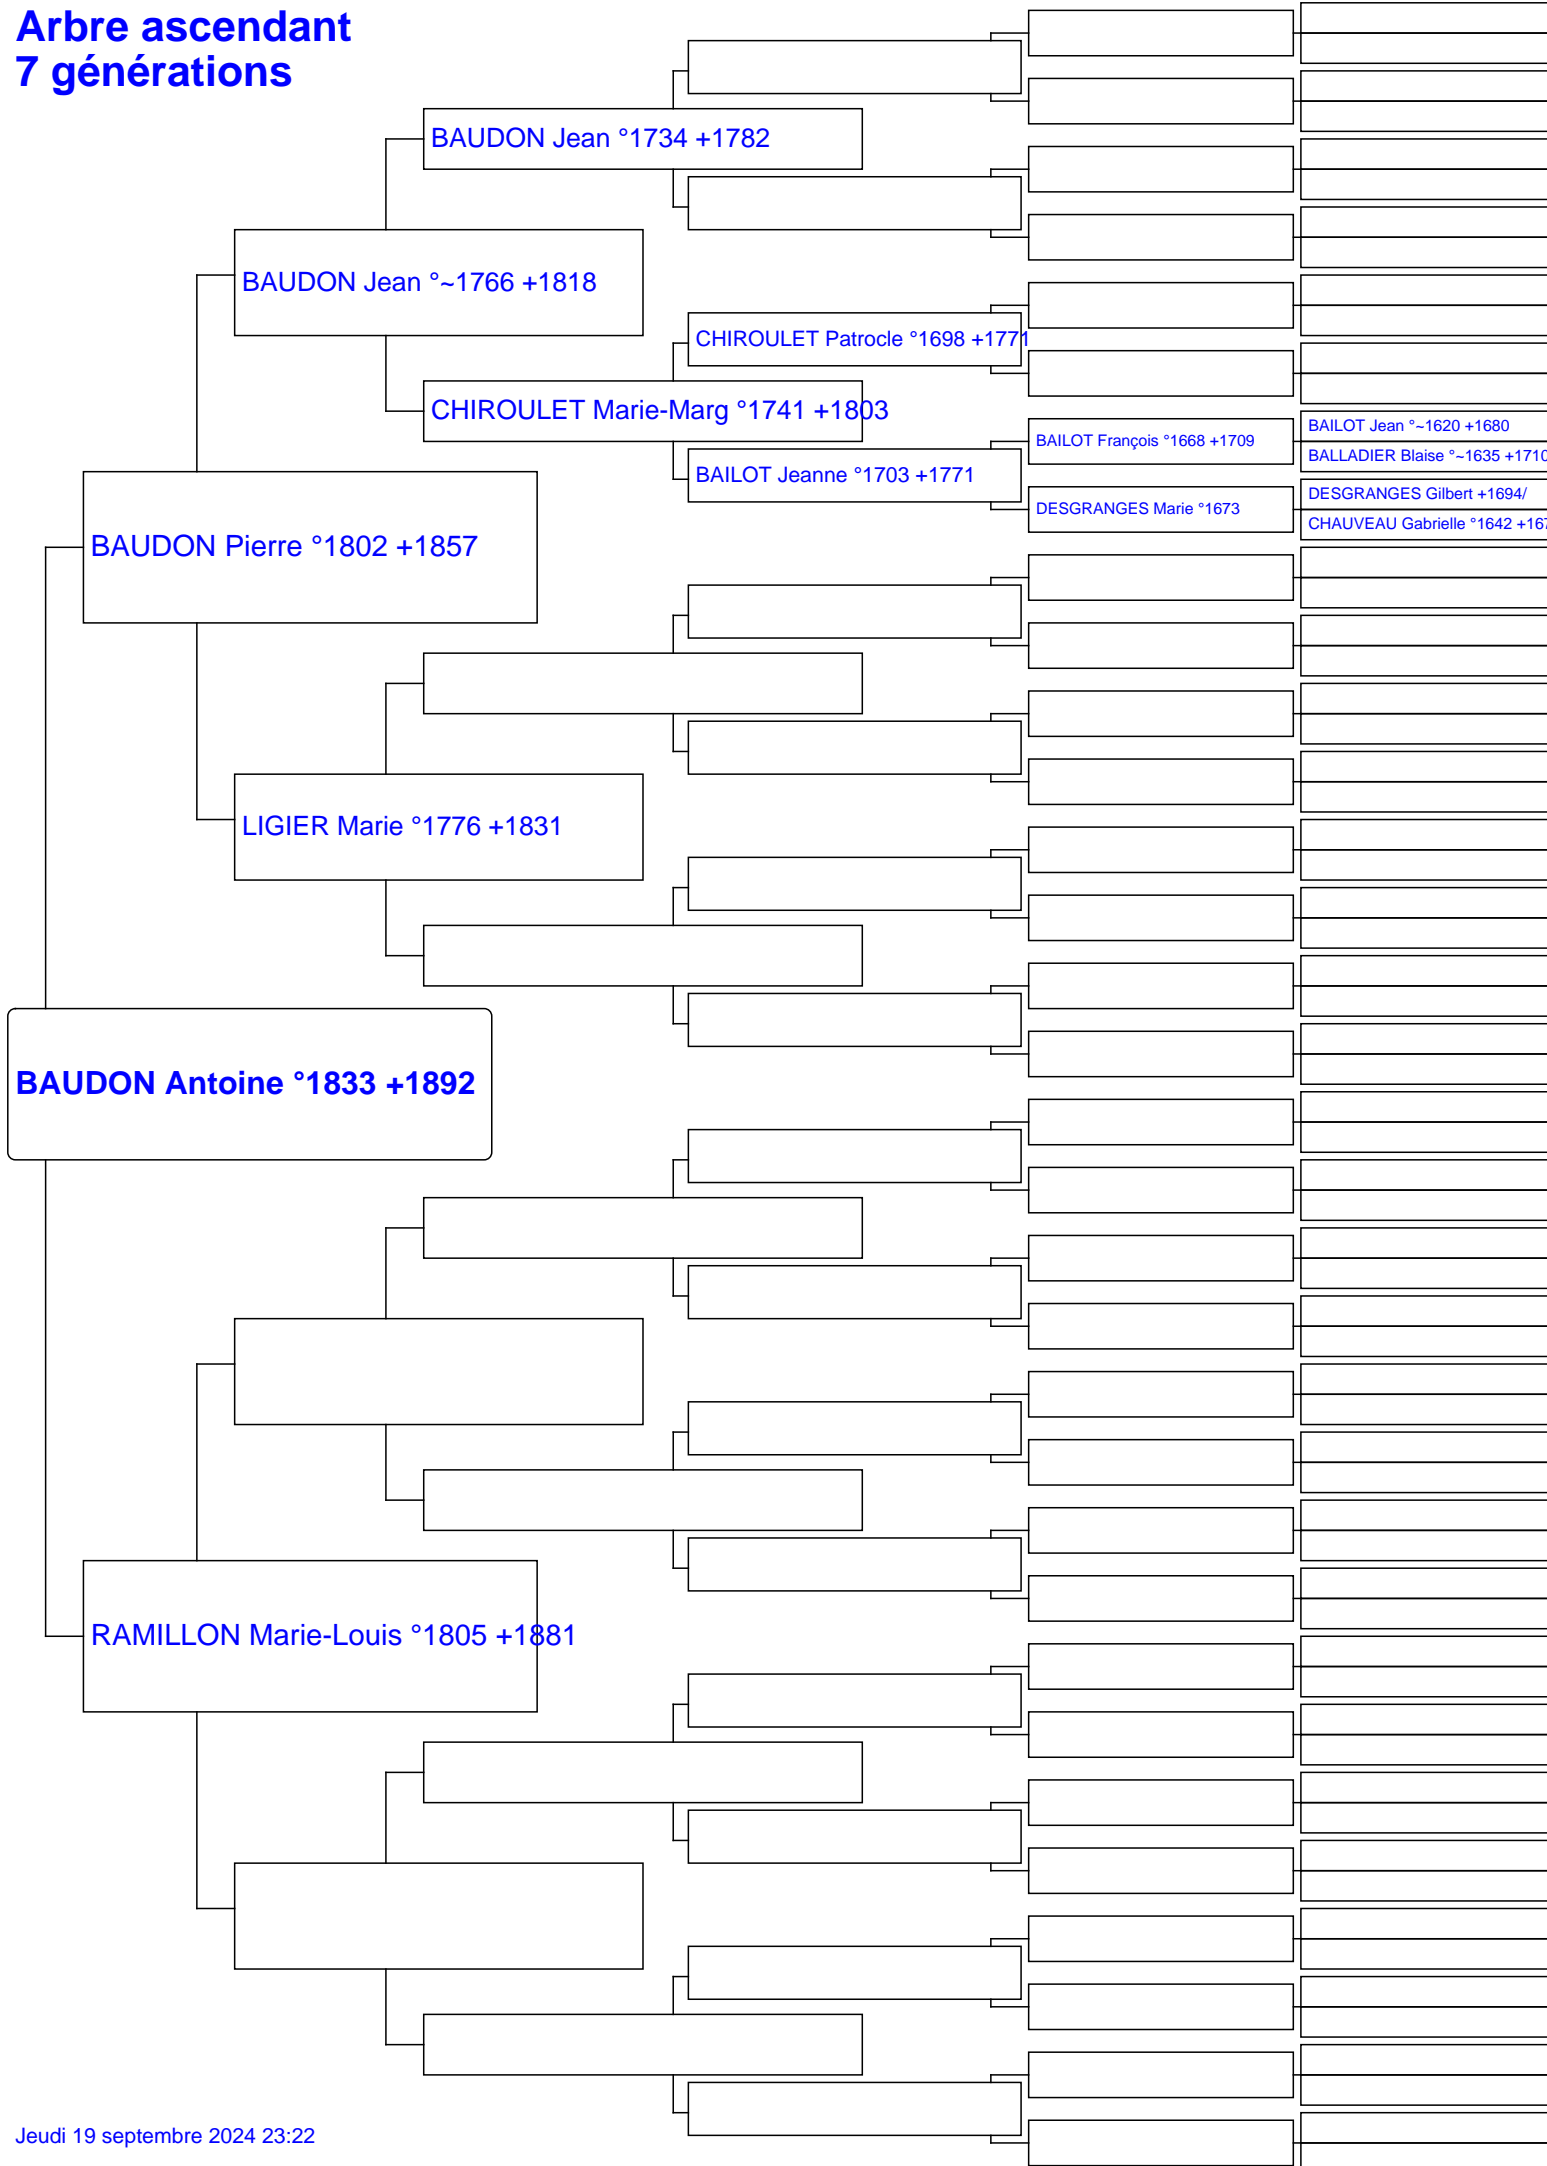 Arbre ascendant
7 générations
BAUDON Jean °1734 +1782
BAUDON Jean °~1766 +1818
CHIROULET Patrocle °1698 +1771
CHIROULET Marie-Marg °1741 +1803
BAILOT François °1668 +1709
BAILOT Jean °~1620 +1680
BALLADIER Blaise °~1635 +1710
BAILOT Jeanne °1703 +1771
DESGRANGES Marie °1673
DESGRANGES Gilbert +1694/
CHAUVEAU Gabrielle °1642
BAUDON Pierre °1802 +1857
LIGIER Marie °1776 +1831
BAUDON Antoine °1833 +1892
RAMILLON Marie-Louis °1805 +1881
Jeudi 19 septembre 2024 23:22